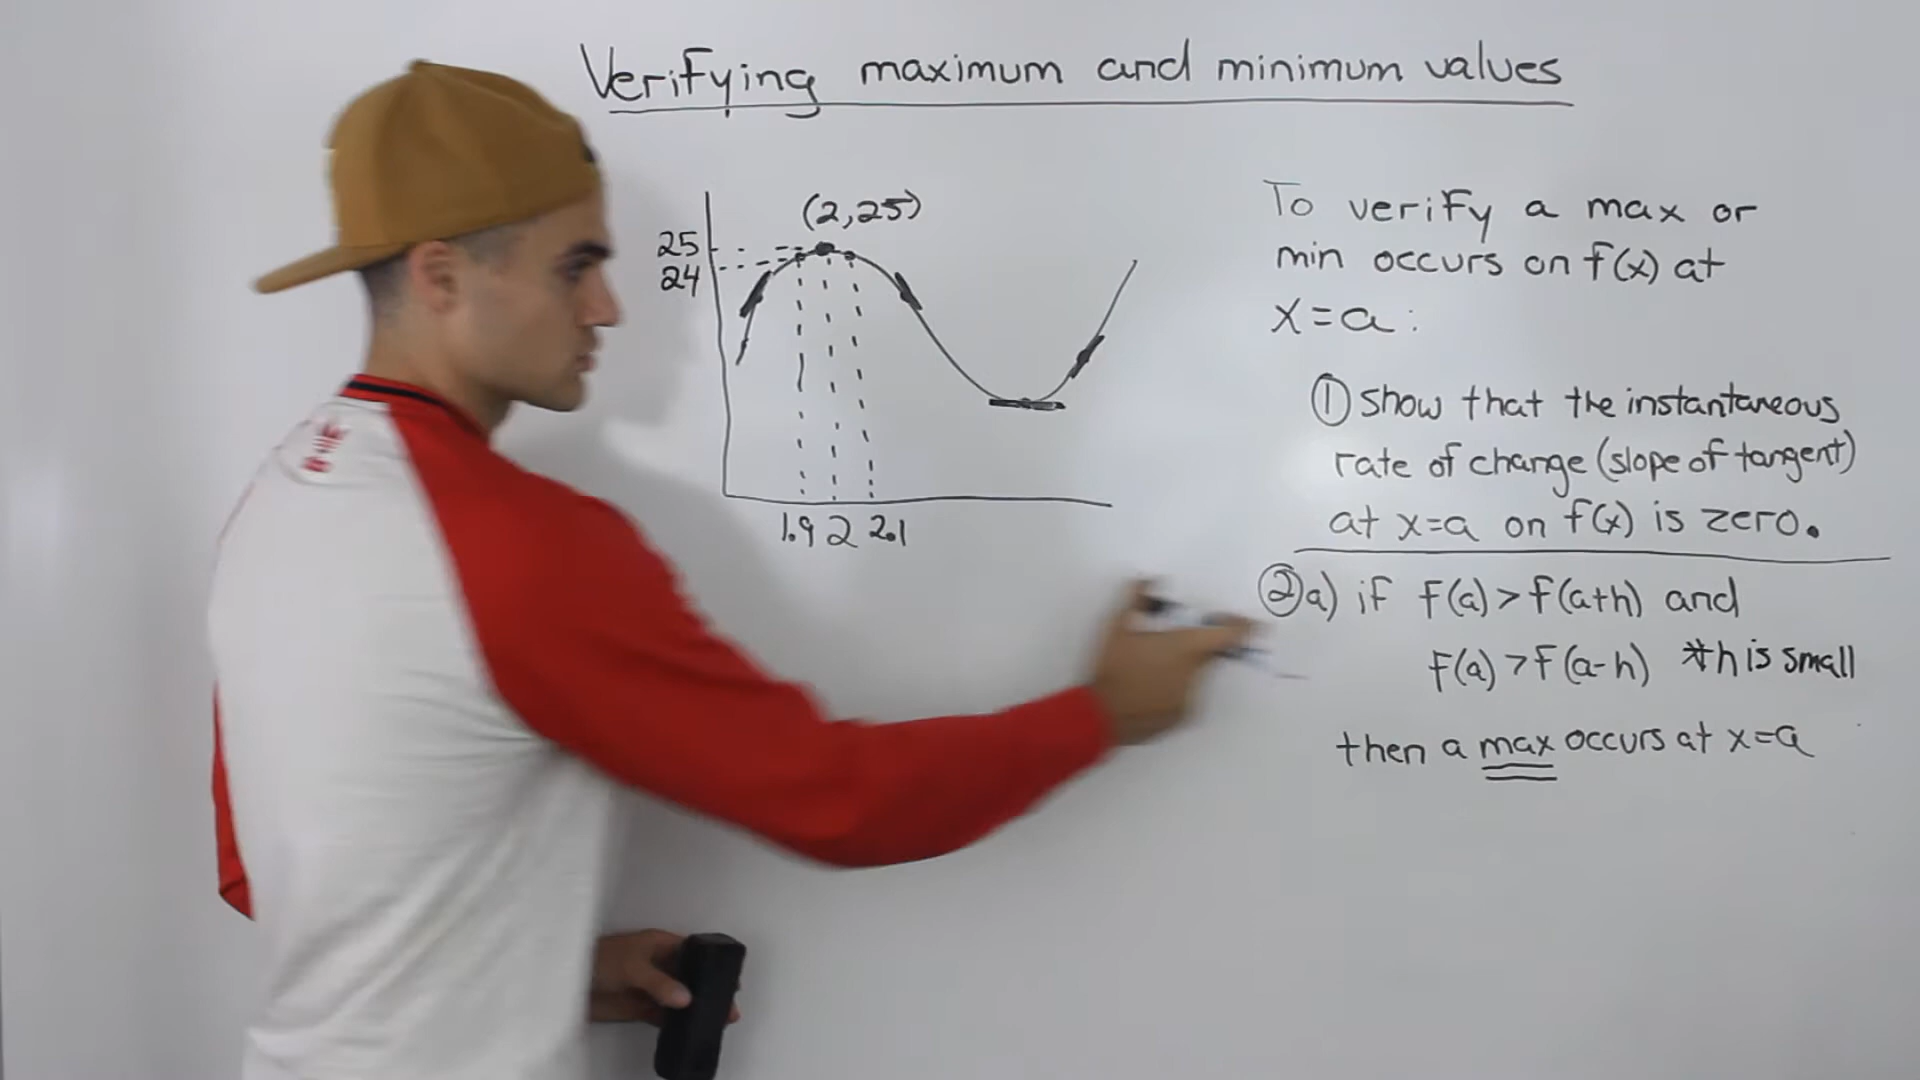 Verifying maximum and minimum values
(2,25)
25
24
1.9 2 2.1
To verify a max or
min occurs on f(x) at
x=a:
① show that the instantaneous
rate of change (slope of tangent)
at x=a on f(x) is zero.
②a) if f(a)>f(a+h) and
f(a)>f(a-h) *h is small
then a max occurs at x=a